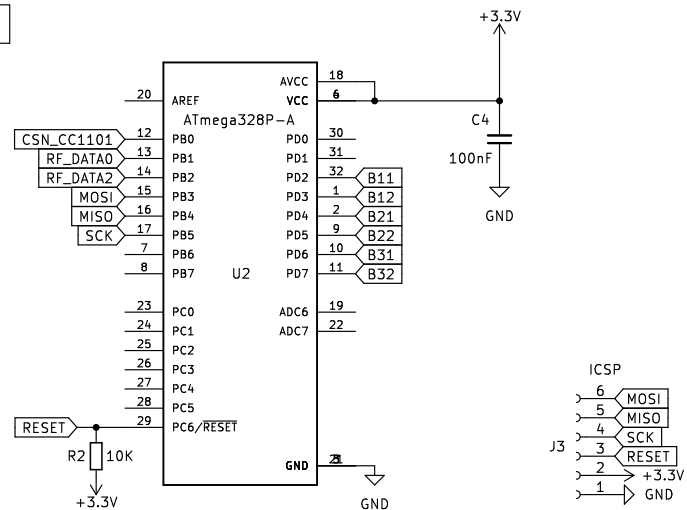 +3.3V
18
AVCC
20
AREF
VCC
ATmega328P-A
C4
100nF
GND
CSN_CC1101
12
PB0
PD0
30
RF_DATA0
13
PB1
PD1
31
RF_DATA2
14
PB2
PD2
32
B11
MOSI
15
PB3
PD3
1
B12
MISO
16
PB4
PD4
2
B21
SCK
17
PB5
PD5
9
B22
7
PB6
PD6
10
B31
8
PB7
U2
PD7
11
B32
23
PC0
ADC6
19
24
PC1
ADC7
22
25
PC2
26
PC3
27
PC4
28
PC5
RESET
29
PC6/RESET
R2
10K
+3.3V
GND
GND
ICSP
J3
6
MOSI
5
MISO
4
SCK
3
RESET
2
+3.3V
1
GND